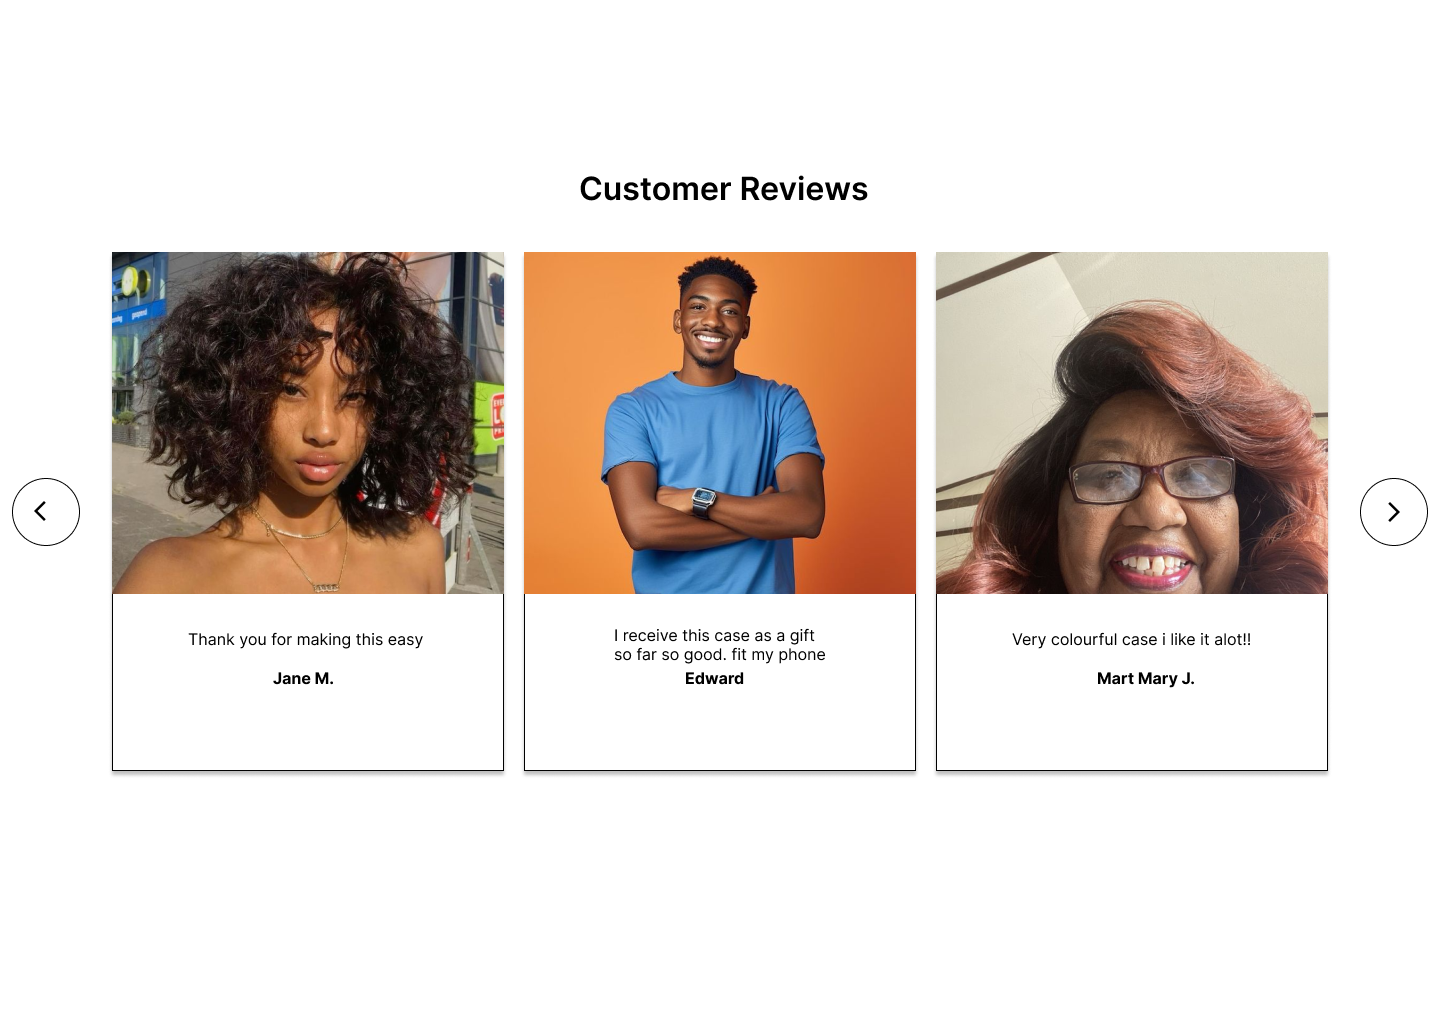 Customer Reviews
Thank you for making this easy
Jane M.
I receive this case as a gift
so far so good. fit my phone
Edward
Very colourful case i like it alot!!
Mart Mary J.